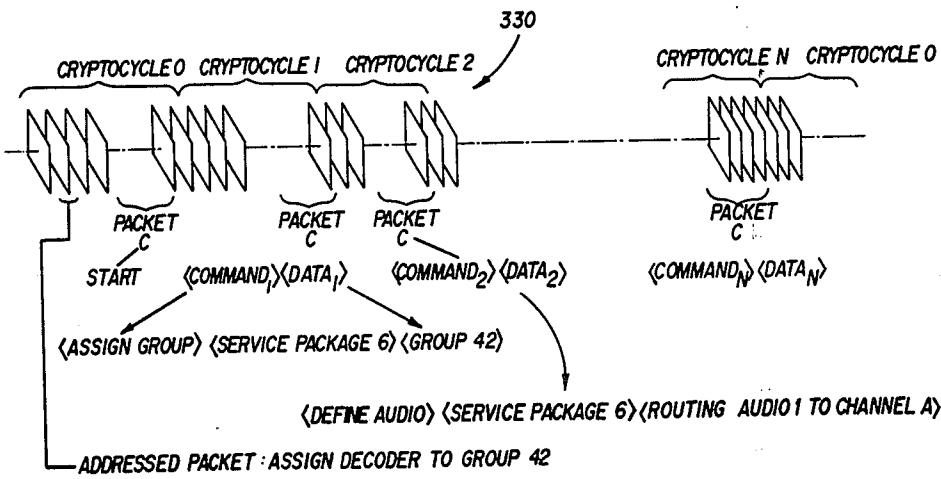 330
CRYPTOCYCLE 0 CRYPTOCYCLE 1 CRYPTOCYCLE 2
CRYPTOCYCLE N CRYPTOCYCLE 0
PACKET C
PACKET C
PACKET C
PACKET C
START
⟨COMMAND₁⟩⟨DATA₁⟩
⟨COMMAND₂⟩⟨DATA₂⟩
⟨COMMANDN⟩⟨DATAN⟩
⟨ASSIGN GROUP⟩ ⟨SERVICE PACKAGE 6⟩ ⟨GROUP 42⟩
⟨DEFINE AUDIO⟩ ⟨SERVICE PACKAGE 6⟩ ⟨ROUTING AUDIO 1 TO CHANNEL A⟩
ADDRESSED PACKET : ASSIGN DECODER TO GROUP 42